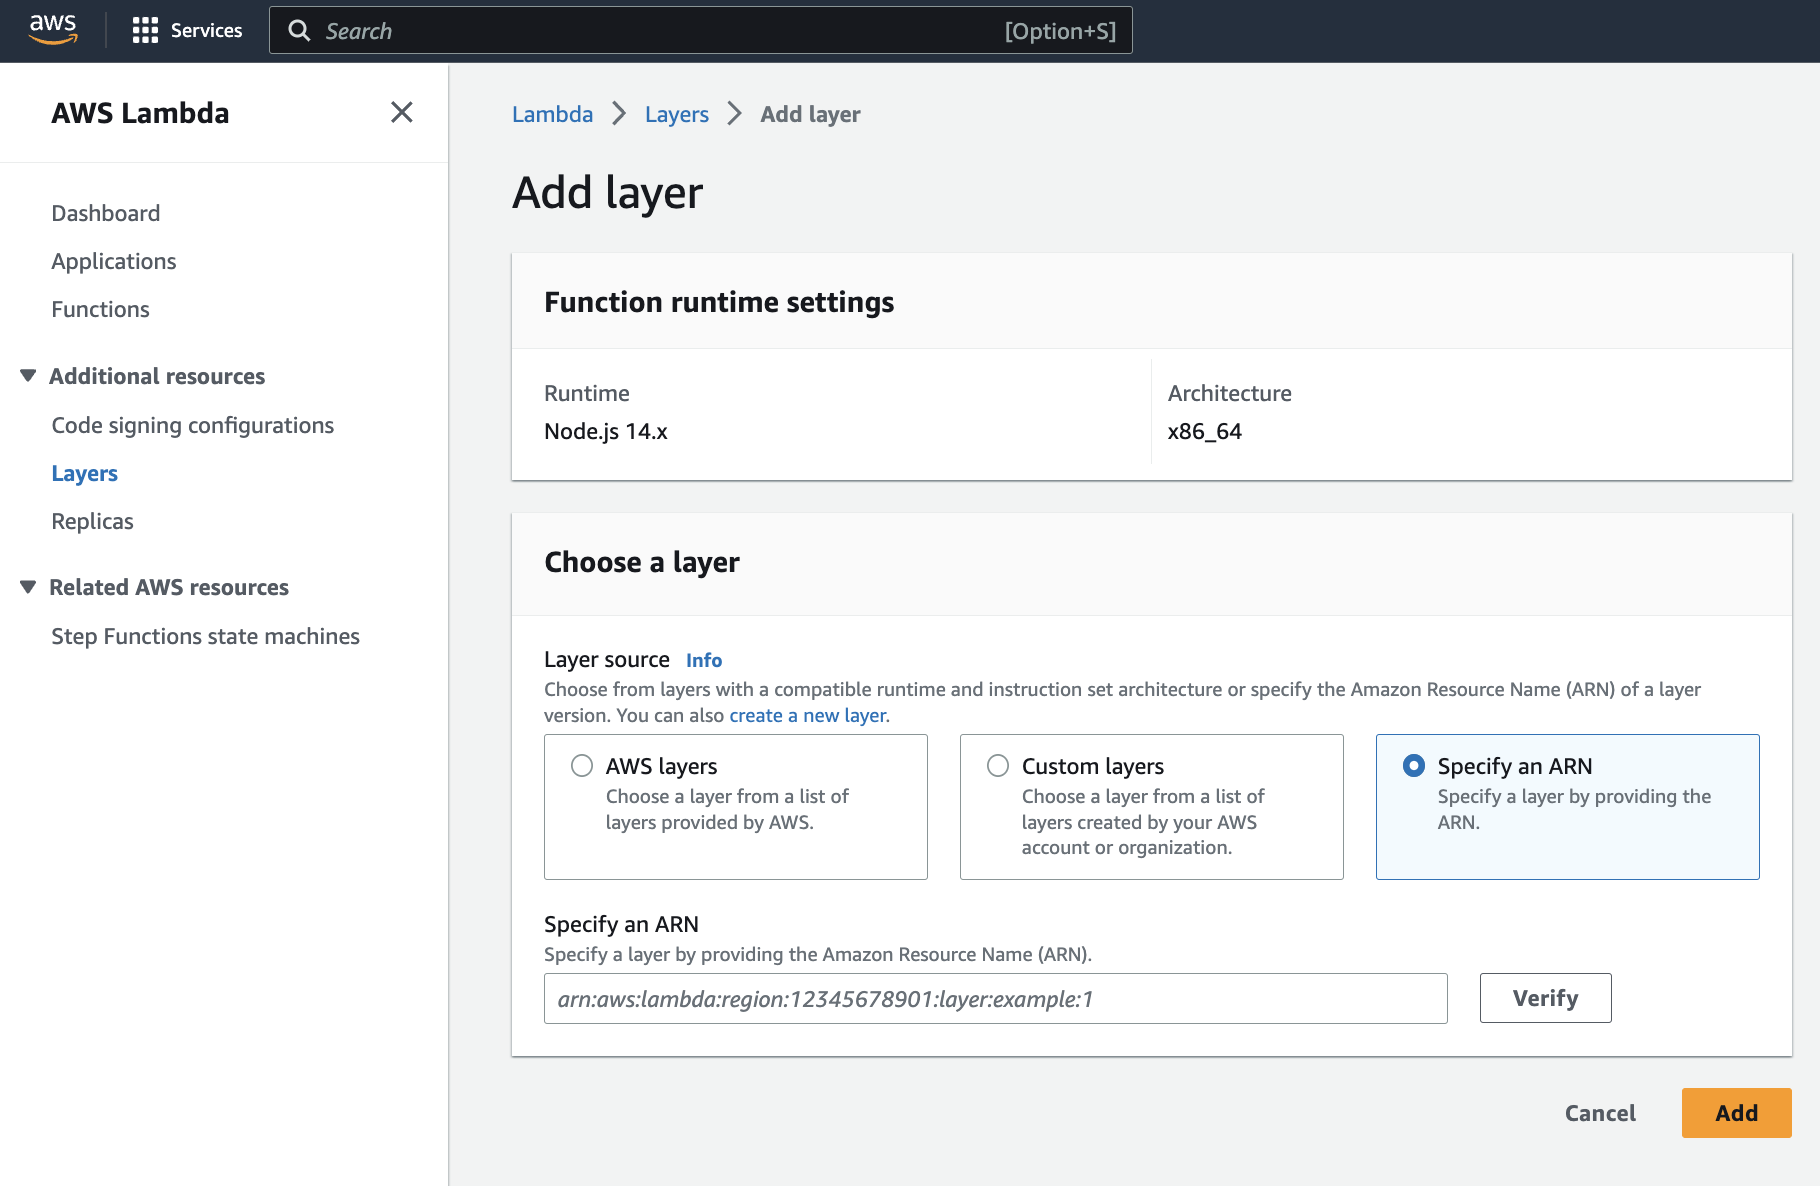 aws
Services
Search
[Option+S]
AWS Lambda
Dashboard
Applications
Functions
Additional resources
Code signing configurations
Layers
Replicas
Related AWS resources
Step Functions state machines
Lambda
Layers
Add layer
Add layer
Function runtime settings
Runtime
Node.js 14.x
Architecture
x86_64
Choose a layer
Layer source Info
Choose from layers with a compatible runtime and instruction set architecture or specify the Amazon Resource Name (ARN) of a layer
version. You can also create a new layer.
AWS layers
Choose a layer from a list of
layers provided by AWS.
Custom layers
Choose a layer from a list of
layers created by your AWS
account or organization.
Specify an ARN
Specify a layer by providing the
ARN.
Specify an ARN
Specify a layer by providing the Amazon Resource Name (ARN).
arn:aws:lambda:region:12345678901:layer:example:1
Verify
Cancel
Add